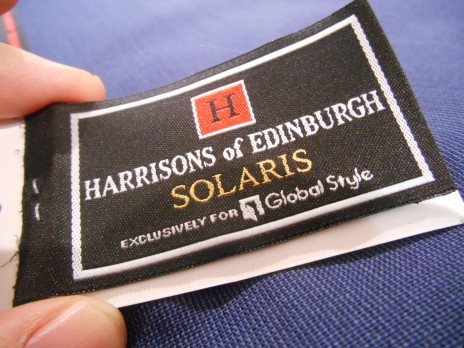 H
HARRISONS of EDINBURGH
SOLARIS
EXCLUSIVELY FOR Global Style